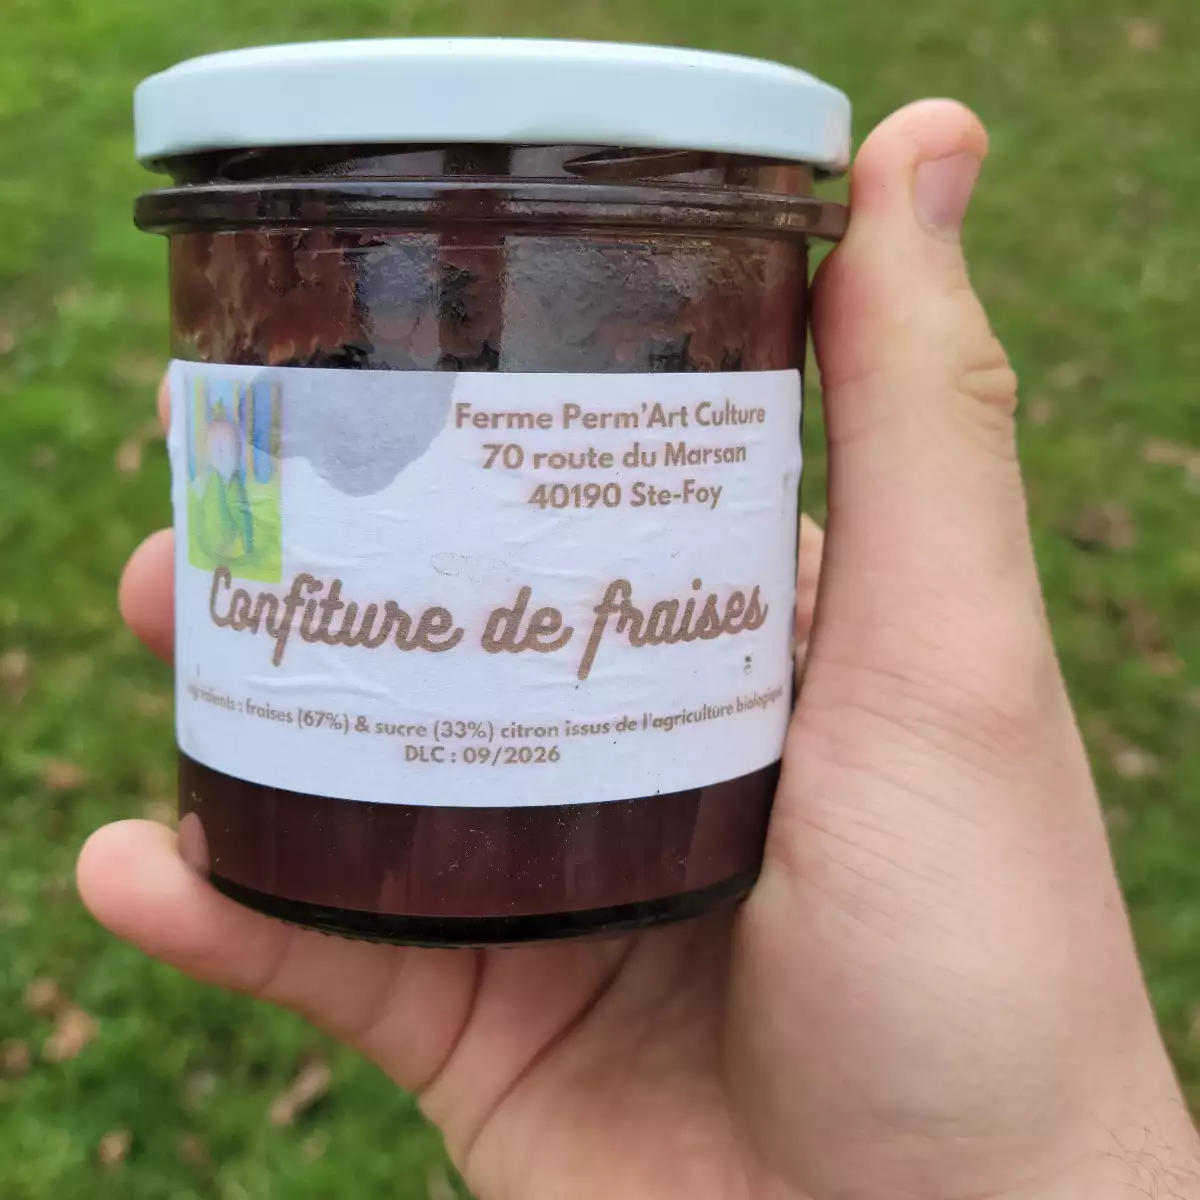 Ferme Perm'Art Culture
70 route du Marsan
40190 Ste-Foy
Confiture de fraises
Ingrédients : fraises (67%) & sucre (33%) citron issus de l'agriculture biologique
DLC : 09/2026